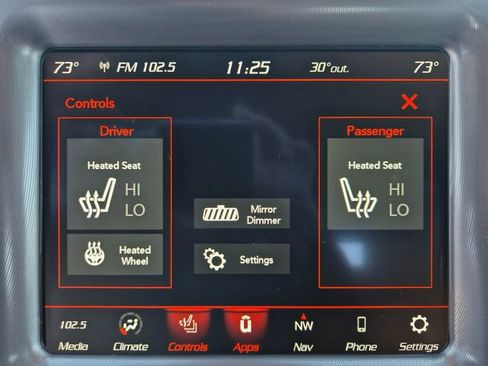 73° FM 102.5 11:25 30°out. 73°
Controls
Driver
Passenger
Heated Seat
HI
LO
Heated Seat
HI
LO
Mirror
Dimmer
Heated
Wheel
Settings
102.5 NW
Media Climate Controls Apps Nav Phone Settings